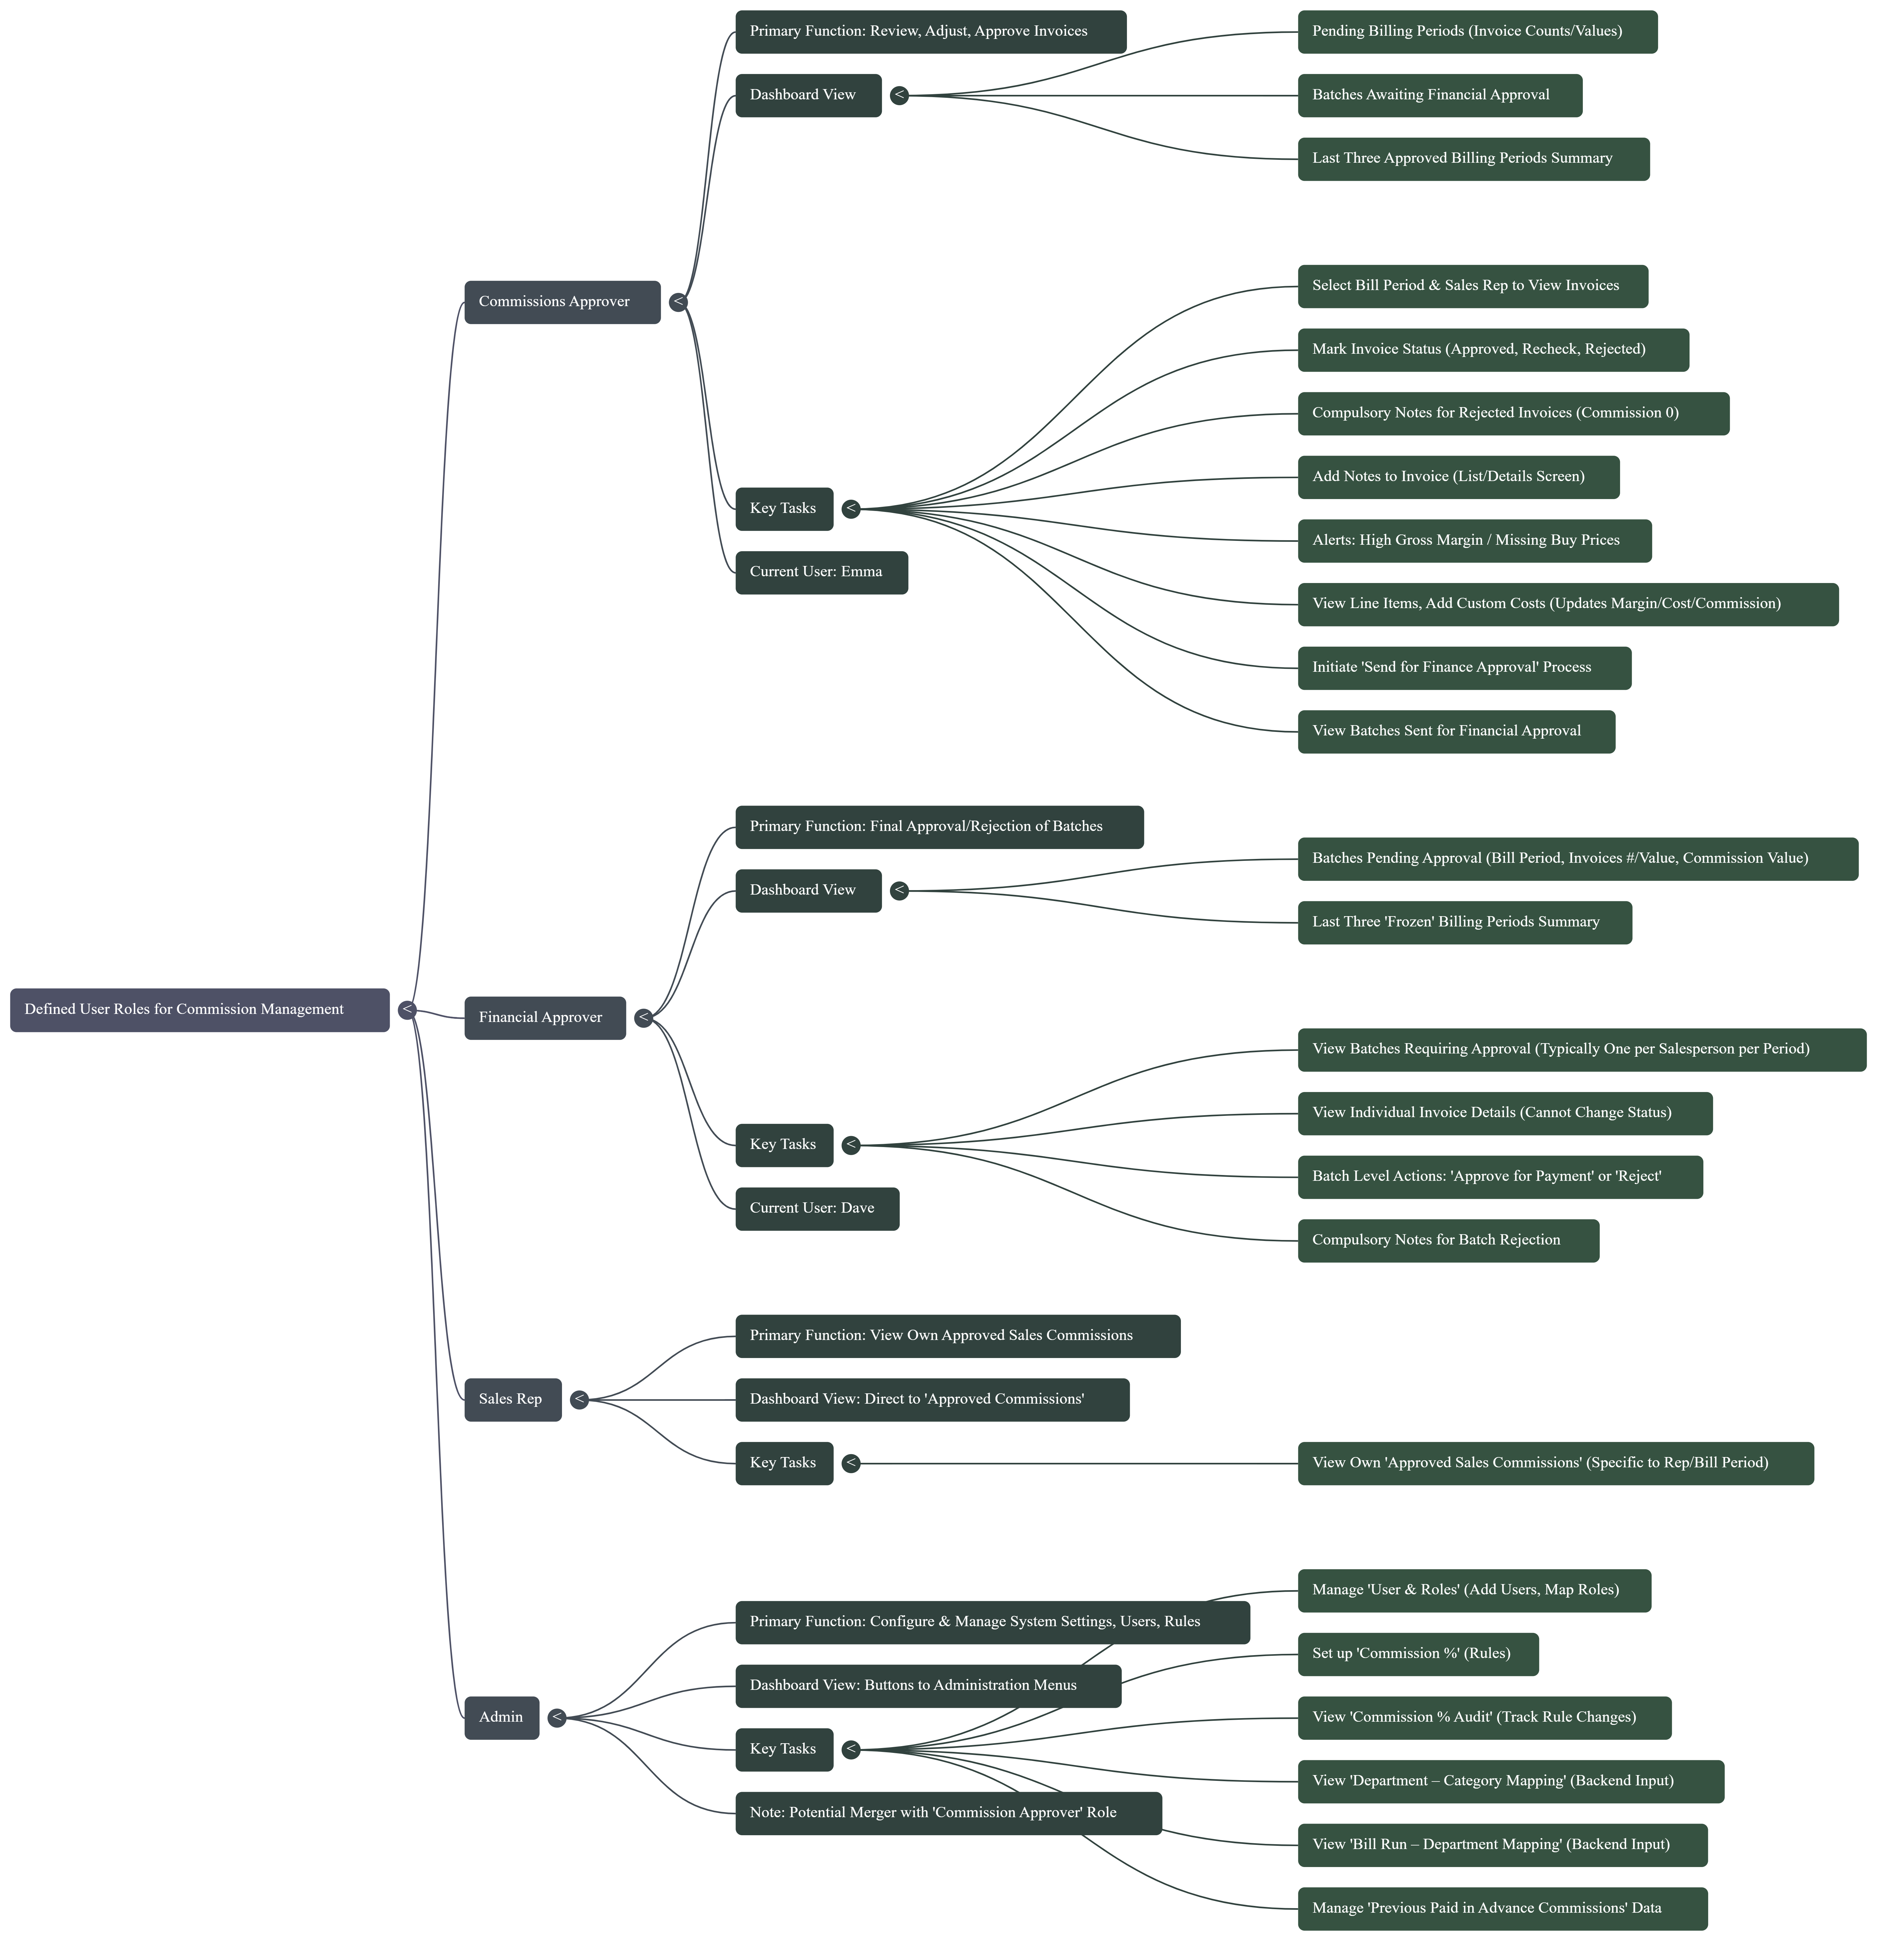 Defined User Roles for Commission Management
<
Commissions Approver
<
Primary Function: Review, Adjust, Approve Invoices
Dashboard View
<
Pending Billing Periods (Invoice Counts/Values)
Batches Awaiting Financial Approval
Last Three Approved Billing Periods Summary
Key Tasks
<
Select Bill Period & Sales Rep to View Invoices
Mark Invoice Status (Approved, Recheck, Rejected)
Compulsory Notes for Rejected Invoices (Commission 0)
Add Notes to Invoice (List/Details Screen)
Alerts: High Gross Margin / Missing Buy Prices
View Line Items, Add Custom Costs (Updates Margin/Cost/Commission)
Initiate 'Send for Finance Approval' Process
View Batches Sent for Financial Approval
Current User: Emma
Financial Approver
<
Primary Function: Final Approval/Rejection of Batches
Dashboard View
<
Batches Pending Approval (Bill Period, Invoices #/Value, Commission Value)
Last Three 'Frozen' Billing Periods Summary
Key Tasks
<
View Batches Requiring Approval (Typically One per Salesperson per Period)
View Individual Invoice Details (Cannot Change Status)
Batch Level Actions: 'Approve for Payment' or 'Reject'
Compulsory Notes for Batch Rejection
Current User: Dave
Sales Rep
<
Primary Function: View Own Approved Sales Commissions
Dashboard View: Direct to 'Approved Commissions'
Key Tasks
<
View Own 'Approved Sales Commissions' (Specific to Rep/Bill Period)
Admin
<
Primary Function: Configure & Manage System Settings, Users, Rules
Dashboard View: Buttons to Administration Menus
Key Tasks
<
Manage 'User & Roles' (Add Users, Map Roles)
Set up 'Commission %' (Rules)
View 'Commission % Audit' (Track Rule Changes)
View 'Department – Category Mapping' (Backend Input)
View 'Bill Run – Department Mapping' (Backend Input)
Manage 'Previous Paid in Advance Commissions' Data
Note: Potential Merger with 'Commission Approver' Role